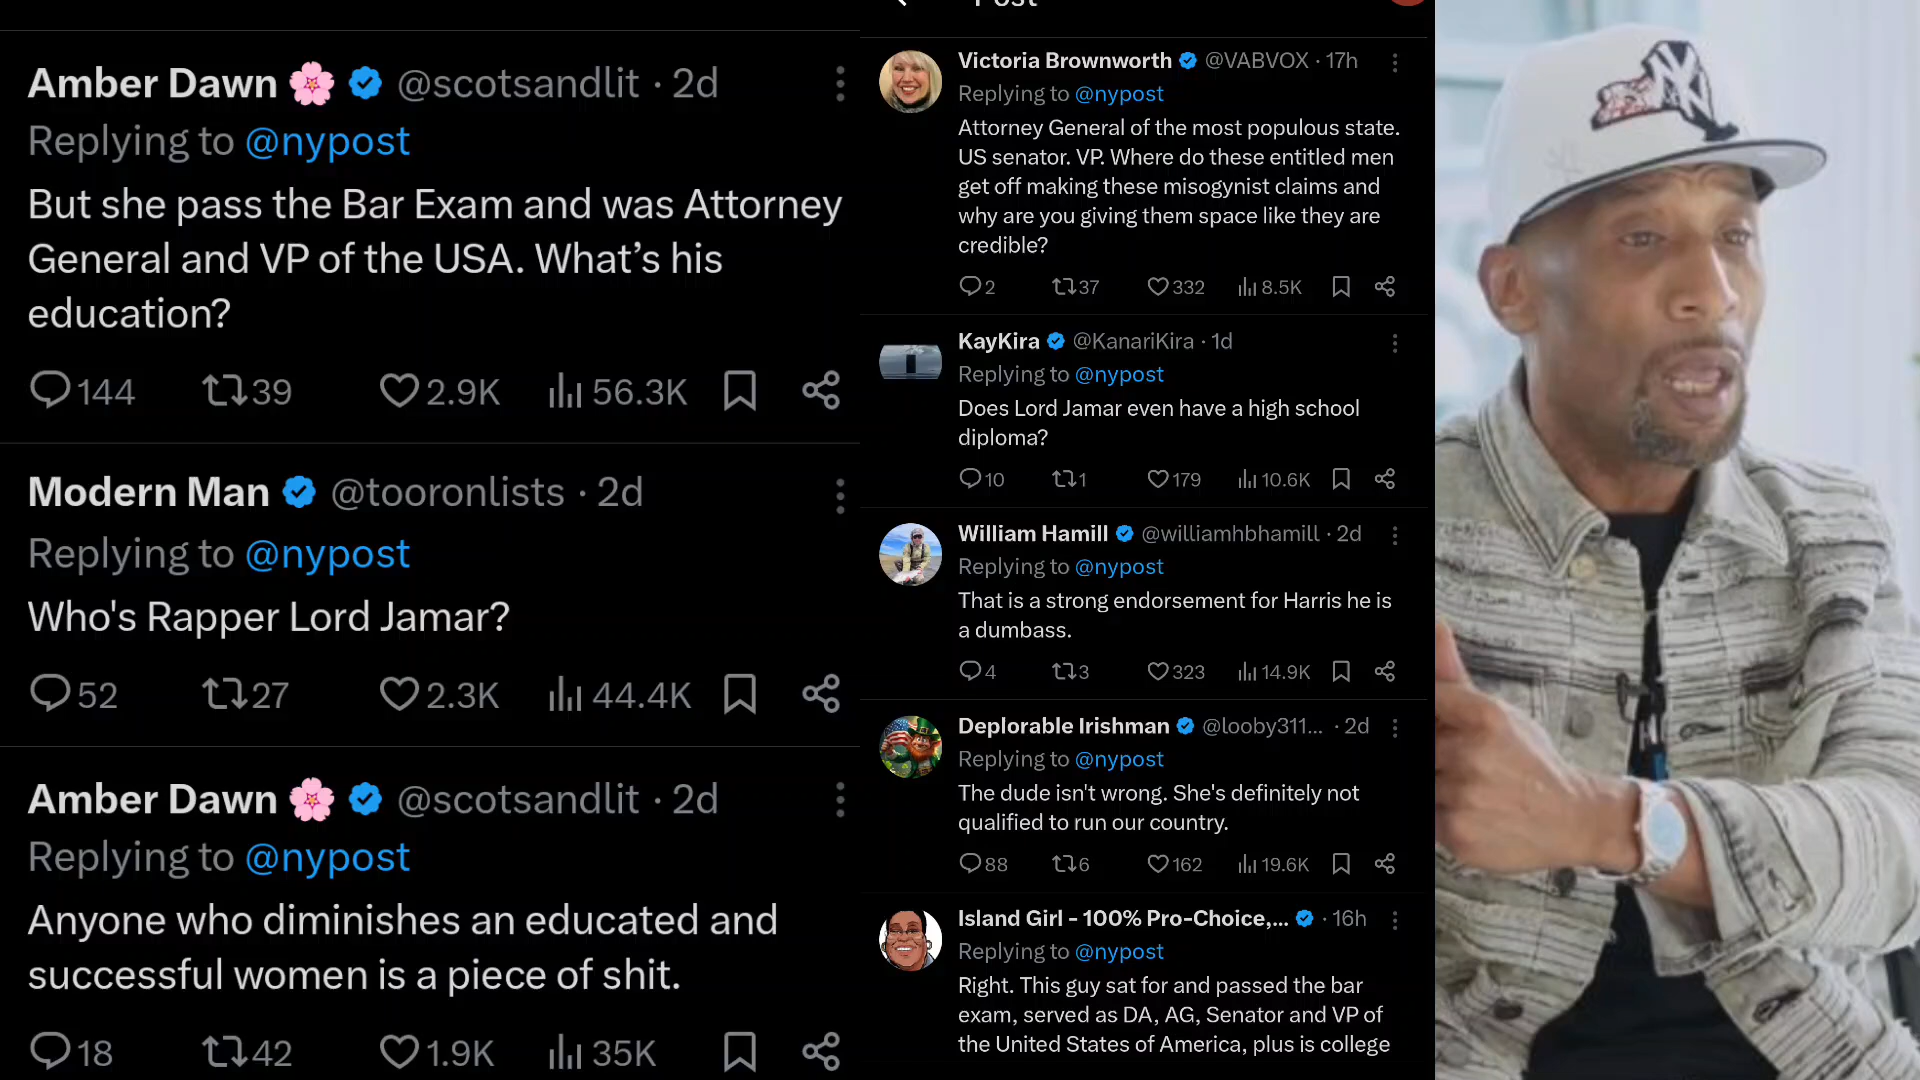 Amber Dawn 🌸 @scotsandlit · 2d
Replying to @nypost
But she pass the Bar Exam and was Attorney
General and VP of the USA. What’s his
education?
144 39 2.9K 56.3K
Modern Man @tooronlists · 2d
Replying to @nypost
Who's Rapper Lord Jamar?
52 27 2.3K 44.4K
Amber Dawn 🌸 @scotsandlit · 2d
Replying to @nypost
Anyone who diminishes an educated and
successful women is a piece of shit.
18 42 1.9K 35K
Post
Victoria Brownworth @VABVOX · 17h
Replying to @nypost
Attorney General of the most populous state.
US senator. VP. Where do these entitled men
get off making these misogynist claims and
why are you giving them space like they are
credible?
2 37 332 8.5K
KayKira @KanariKira · 1d
Replying to @nypost
Does Lord Jamar even have a high school
diploma?
10 1 179 10.6K
William Hamill @williamhbhamill · 2d
Replying to @nypost
That is a strong endorsement for Harris he is
a dumbass.
4 3 323 14.9K
Deplorable Irishman @looby311... · 2d
Replying to @nypost
The dude isn't wrong. She's definitely not
qualified to run our country.
88 6 162 19.6K
Island Girl - 100% Pro-Choice,... · 16h
Replying to @nypost
Right. This guy sat for and passed the bar
exam, served as DA, AG, Senator and VP of
the United States of America, plus is college
NY